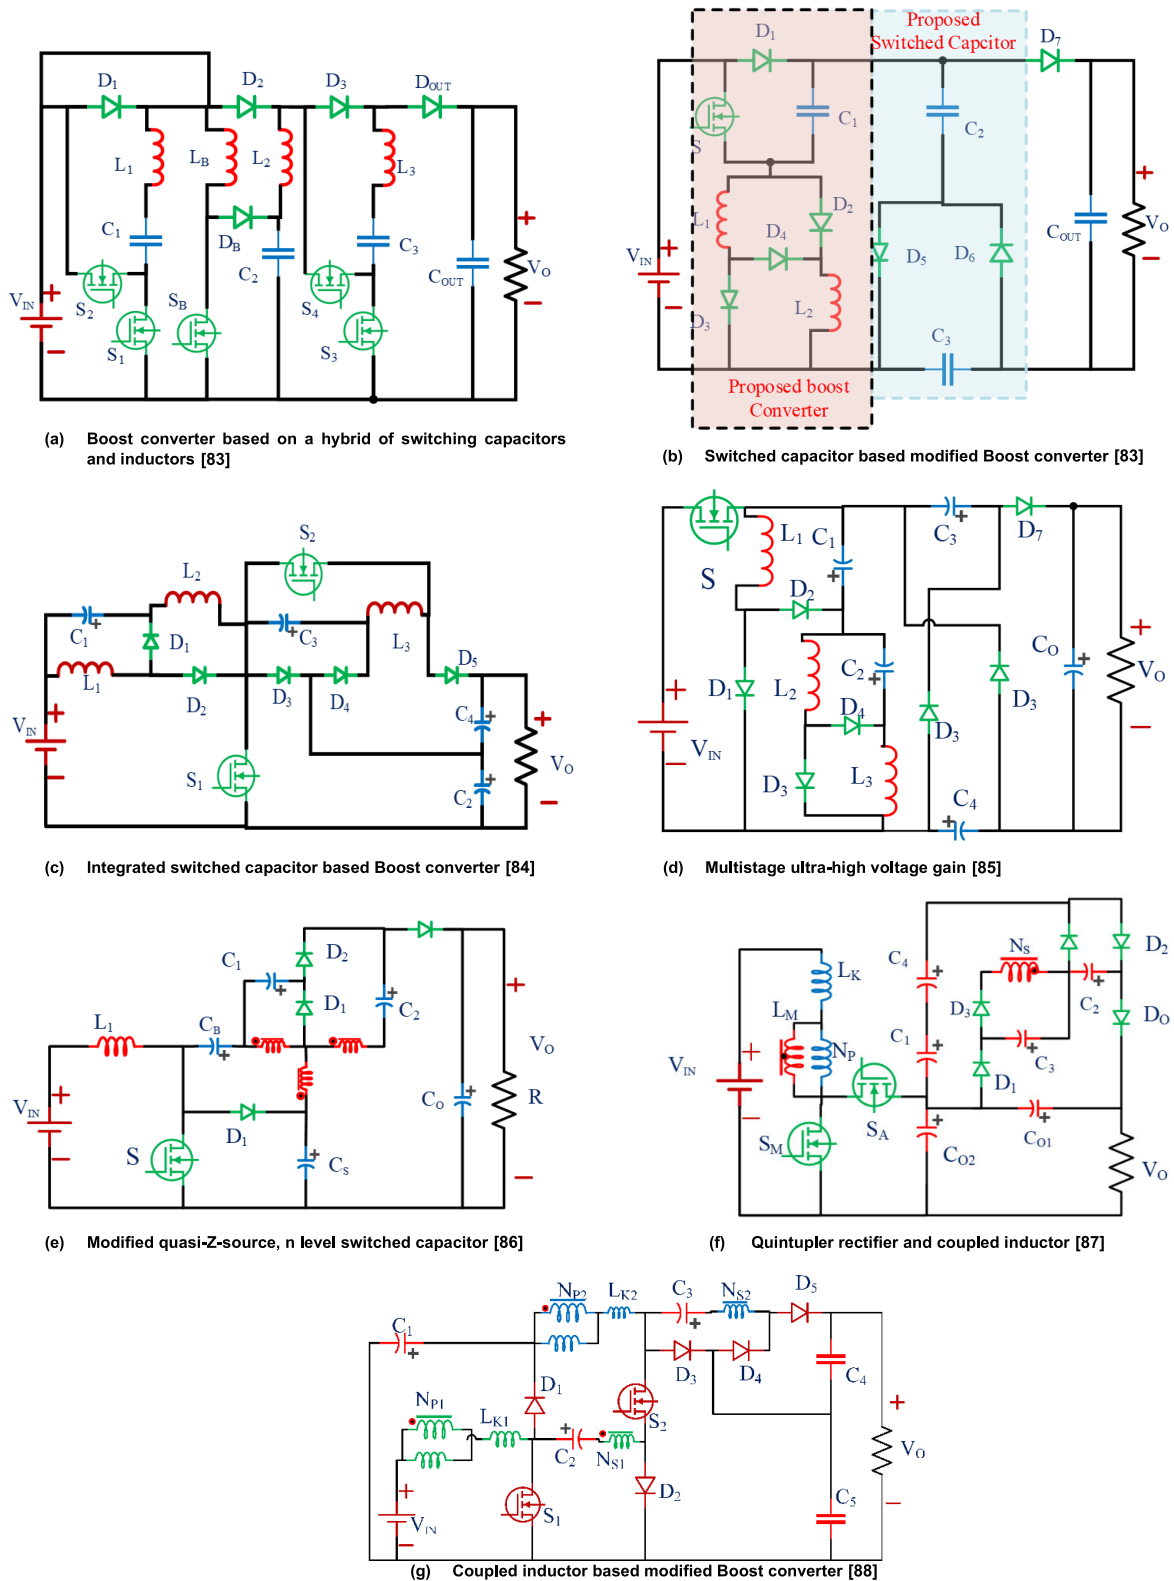 D1 D2 D3 DOUT
L1 LB L2 L3
C1 DB C2 C3 COUT VO
+
−
VIN + −
S2 S1 SB S4 S3
(a) Boost converter based on a hybrid of switching capacitors
and inductors [83]
Proposed
Switched Capcitor
D1 D7
C1 C2
S
L1 D2 D4
D5 D6 COUT VO
+
−
VIN + −
D3 L2 C3
Proposed boost
Converter
(b) Switched capacitor based modified Boost converter [83]
S2
L2
C1 + D1 C3 + L3 D5
L1 D2 D3 D4
VIN + −
C4 +
S1
C2 +
VO + −
(c) Integrated switched capacitor based Boost converter [84]
S
L1 C1 + C3 + D7
D2
D1 L2 C2 + D4
D3 L3
D3 D3 CO +
VO + −
VIN + −
C4 +
(d) Multistage ultra-high voltage gain [85]
D2
C1 + D1 C2 +
L1 CB +
VIN + −
D1
S CS +
CO + R
VO + −
(e) Modified quasi-Z-source, n level switched capacitor [86]
LK
LM NP
VIN + −
SM SA
C4 + C1 + CO2 +
NS D2
C2 + D3 DO
C3 + D1
CO1 +
VO
(f) Quintupler rectifier and coupled inductor [87]
NP2 LK2 C3 + NS2 D5
C1 +
D1 D3 D4 C4
NP1 LK1 C2 + NS1 S2
D2
VIN + −
S1
C5
VO + −
(g) Coupled inductor based modified Boost converter [88]